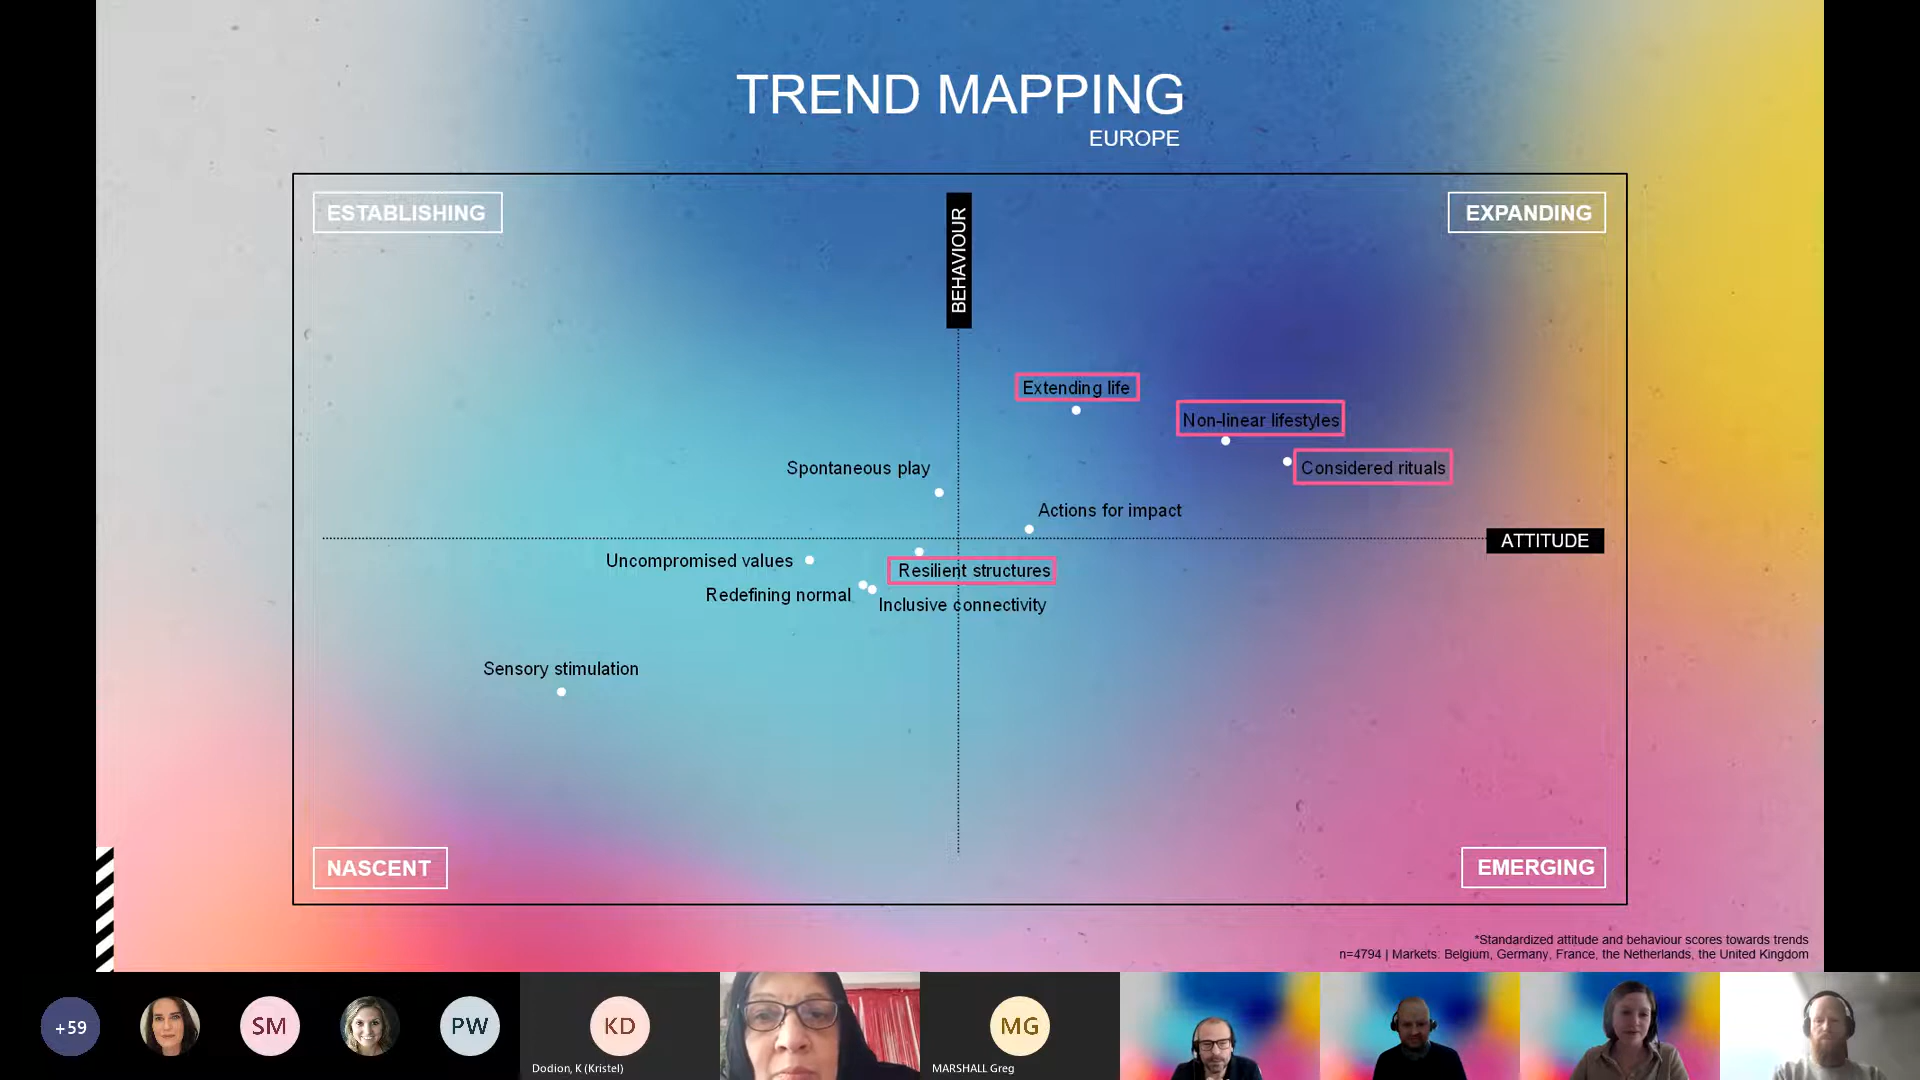 TREND MAPPING
EUROPE
ESTABLISHING
EXPANDING
BEHAVIOUR
Extending life
Non-linear lifestyles
Considered rituals
Spontaneous play
Actions for impact
ATTITUDE
Uncompromised values
Resilient structures
Redefining normal
Inclusive connectivity
Sensory stimulation
NASCENT
EMERGING
*Standardized attitude and behaviour scores towards trends
n=4794 | Markets: Belgium, Germany, France, the Netherlands, the United Kingdom
+59
SM
PW
KD
Dodion, K (Kristel)
MG
MARSHALL Greg